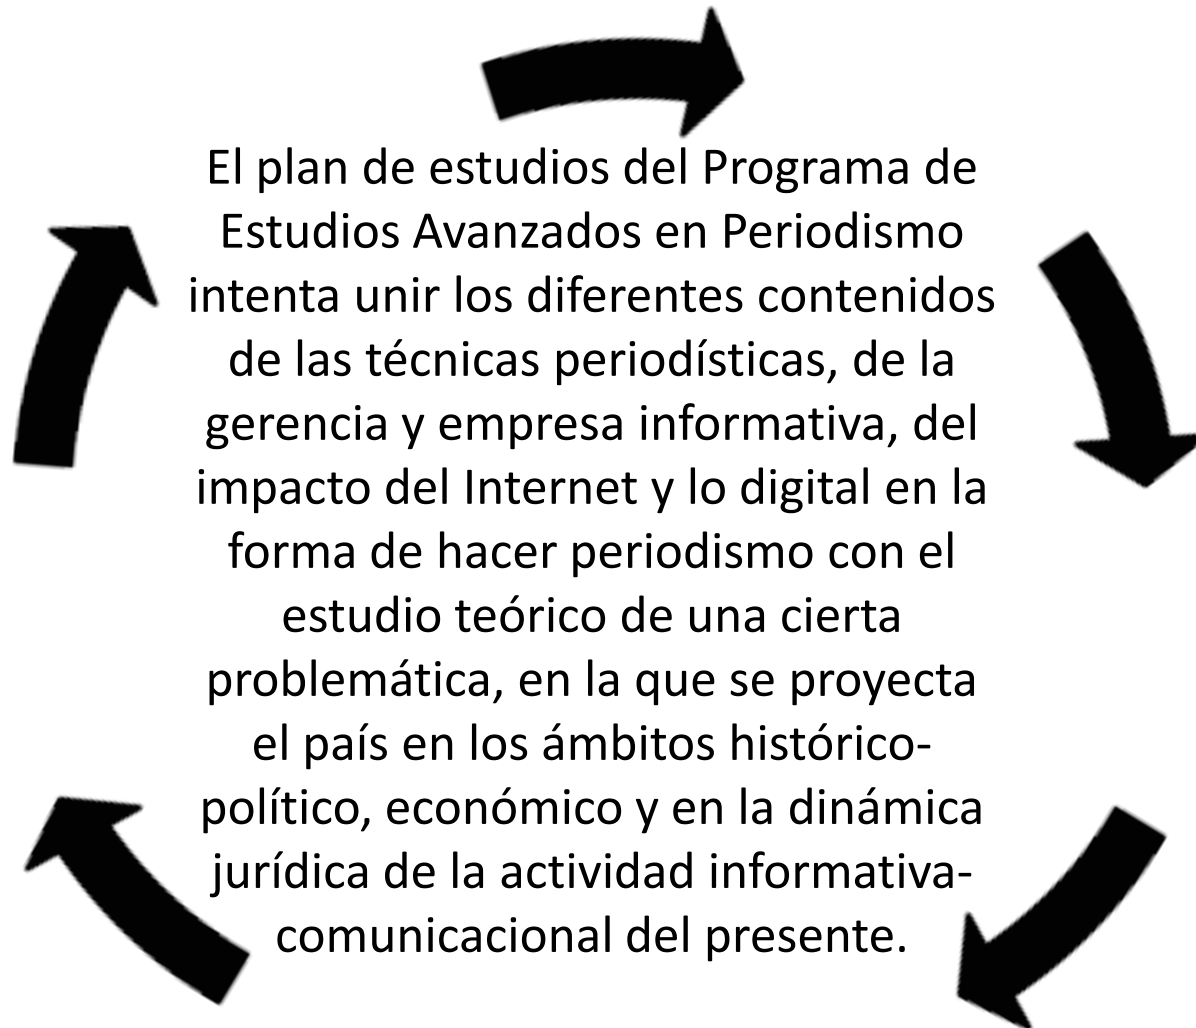 El plan de estudios del Programa de
Estudios Avanzados en Periodismo
intenta unir los diferentes contenidos
de las técnicas periodísticas, de la
gerencia y empresa informativa, del
impacto del Internet y lo digital en la
forma de hacer periodismo con el
estudio teórico de una cierta
problemática, en la que se proyecta
el país en los ámbitos histórico-
político, económico y en la dinámica
jurídica de la actividad informativa-
comunicacional del presente.